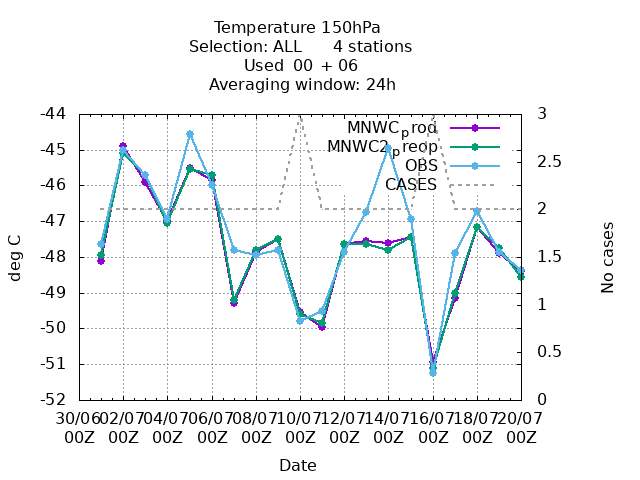 Temperature 150hPa
Selection: ALL 4 stations
Used 00 + 06
Averaging window: 24h
-44
-45
-46
-47
-48
-49
-50
-51
-52
3
2.5
2
1.5
1
0.5
0
MNWC_prod
MNWC2_preop
OBS
CASES
deg C
No cases
30/06 02/07 04/07 06/07 08/07 10/07 12/07 14/07 16/07 18/07 20/07
00Z 00Z 00Z 00Z 00Z 00Z 00Z 00Z 00Z 00Z 00Z
Date